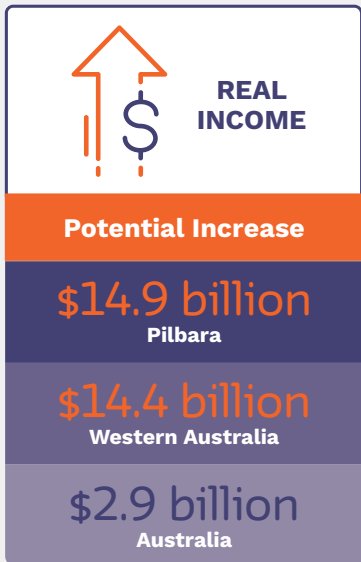 $
REAL
INCOME
Potential Increase
$14.9 billion
Pilbara
$14.4 billion
Western Australia
$2.9 billion
Australia